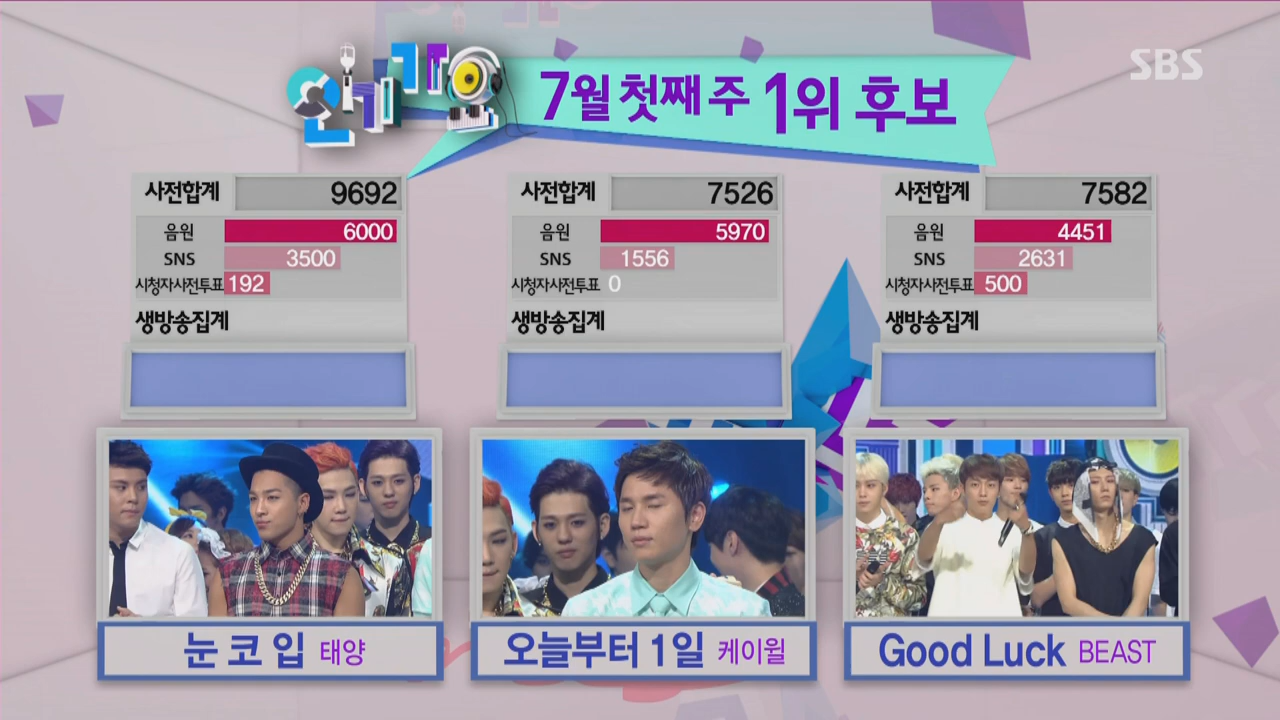 인기가요
7월 첫째 주 1위 후보
SBS
사전합계 9692
음원 6000
SNS 3500
시청자사전투표 192
생방송집계
눈 코 입 태양
사전합계 7526
음원 5970
SNS 1556
시청자사전투표 0
생방송집계
오늘부터 1일 케이윌
사전합계 7582
음원 4451
SNS 2631
시청자사전투표 500
생방송집계
Good Luck BEAST